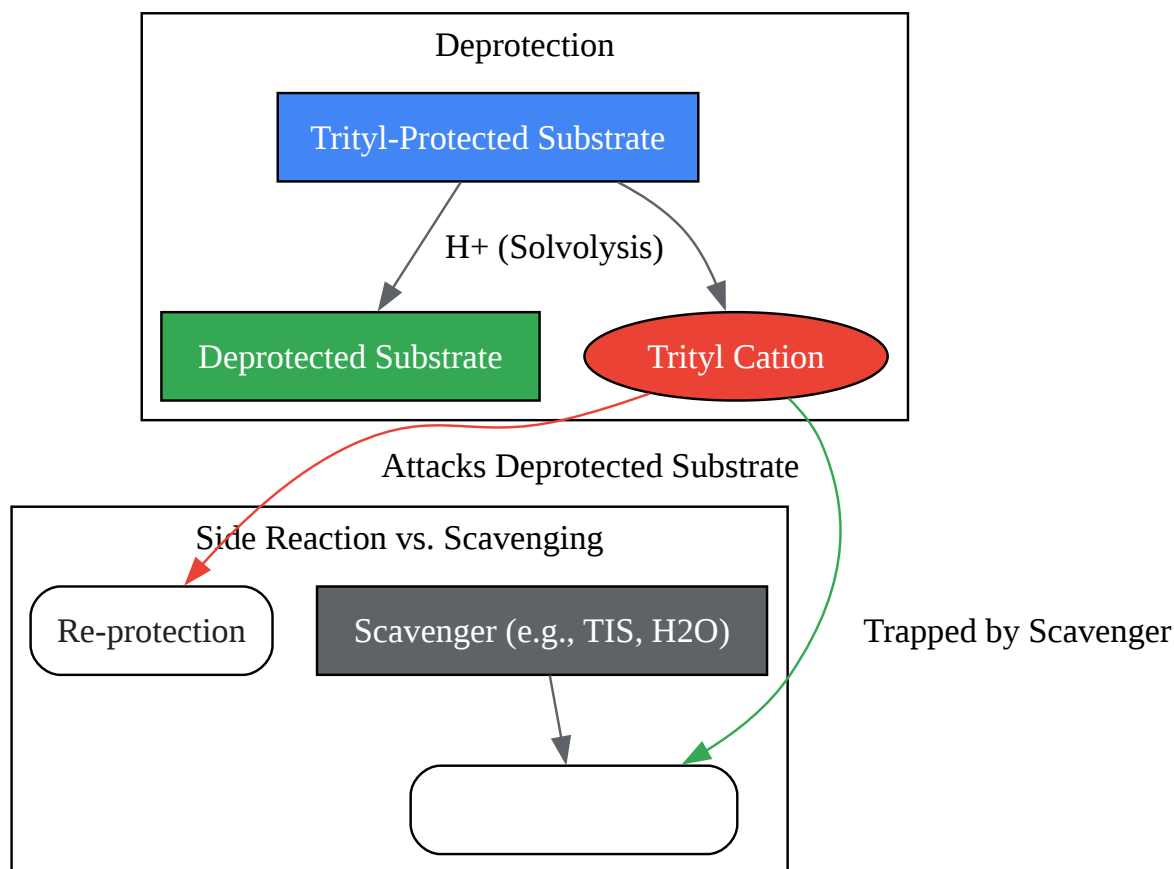 Deprotection
Trityl-Protected Substrate
H+ (Solvolysis)
Deprotected Substrate
Trityl Cation
Attacks Deprotected Substrate
Side Reaction vs. Scavenging
Re-protection
Scavenger (e.g., TIS, H2O)
Trapped by Scavenger